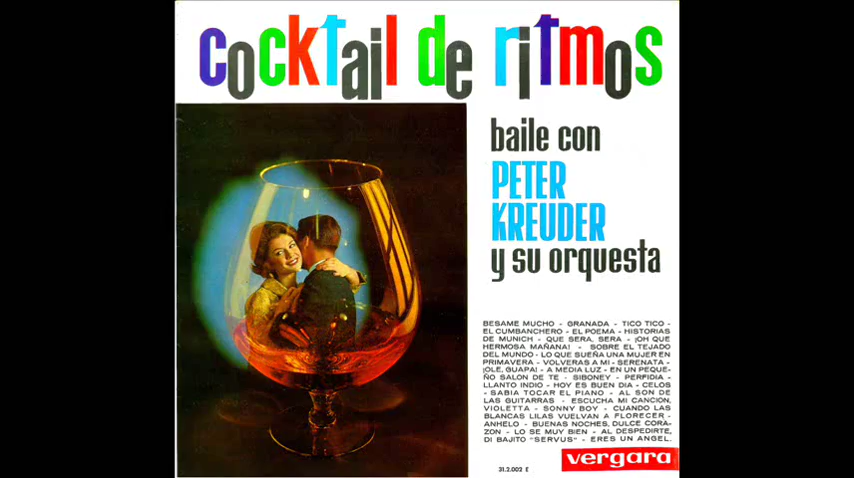 cocktail de ritmos
baile con
PETER
KREUDER
y su orquesta
BESAME MUCHO - GRANADA - TICO TICO -
EL CUMBANCHERO - EL POEMA - HISTORIAS
DE MUNICH - QUE SERA, SERA - ¡OH QUE
HERMOSA MAÑANA! - SOBRE EL TEJADO
DEL MUNDO - LO QUE SUEÑA UNA MUJER EN
PRIMAVERA - VOLVERAS A MI - SERENATA -
¡OLE, GUAPA! - A MEDIA LUZ - EN UN PEQUE-
ÑO SALON DE TE - SIBONEY - PERFIDIA -
LLANTO INDIO - HOY ES BUEN DIA - CELOS
- SABIA TOCAR EL PIANO - AL SON DE
LAS GUITARRAS - ESCUCHA MI CANCION,
VIOLETTA - SONNY BOY - CUANDO LAS
BLANCAS LILAS VUELVAN A FLORECER -
ANHELO - BUENAS NOCHES, DULCE CORA-
ZON - LO SE MUY BIEN - AL DESPEDIRTE,
DI BAJITO "SERVUS" - ERES UN ANGEL.
31.2.002 E
vergara